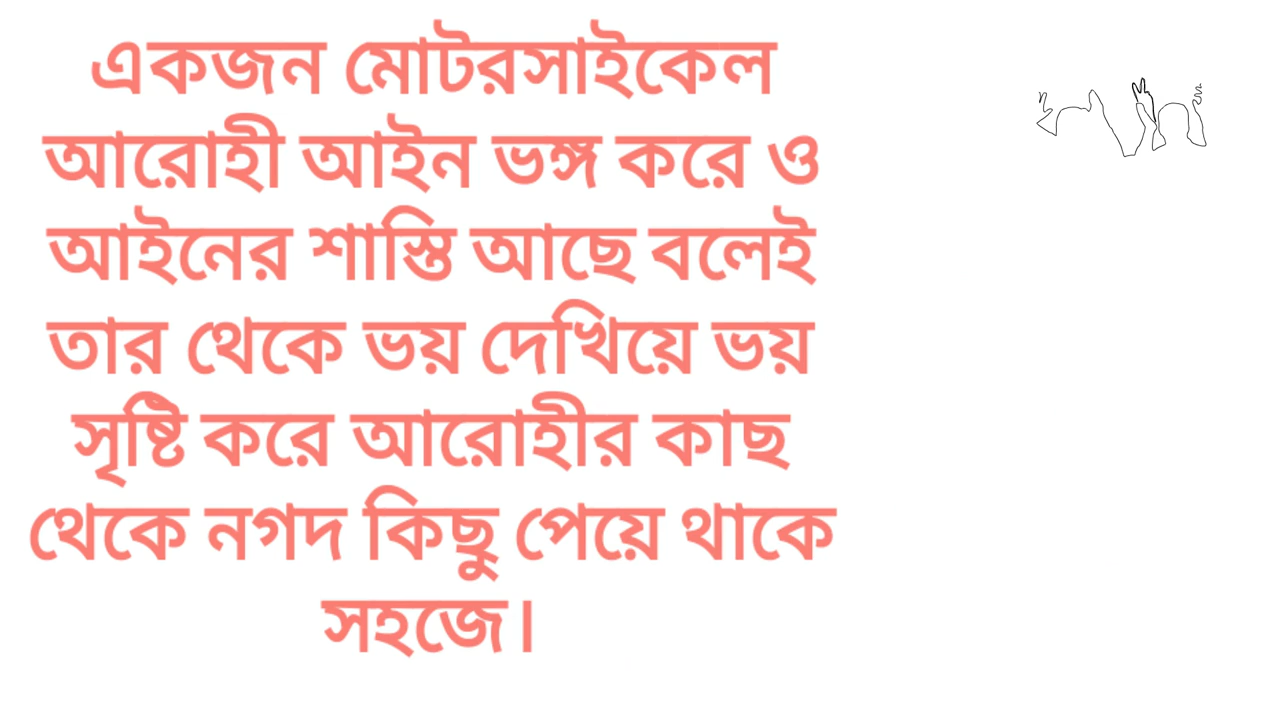 একজন মোটরসাইকেল
আরোহী আইন ভঙ্গ করে ও
আইনের শাস্তি আছে বলেই
তার থেকে ভয় দেখিয়ে ভয়
সৃষ্টি করে আরোহীর কাছ
থেকে নগদ কিছু পেয়ে থাকে
সহজে।